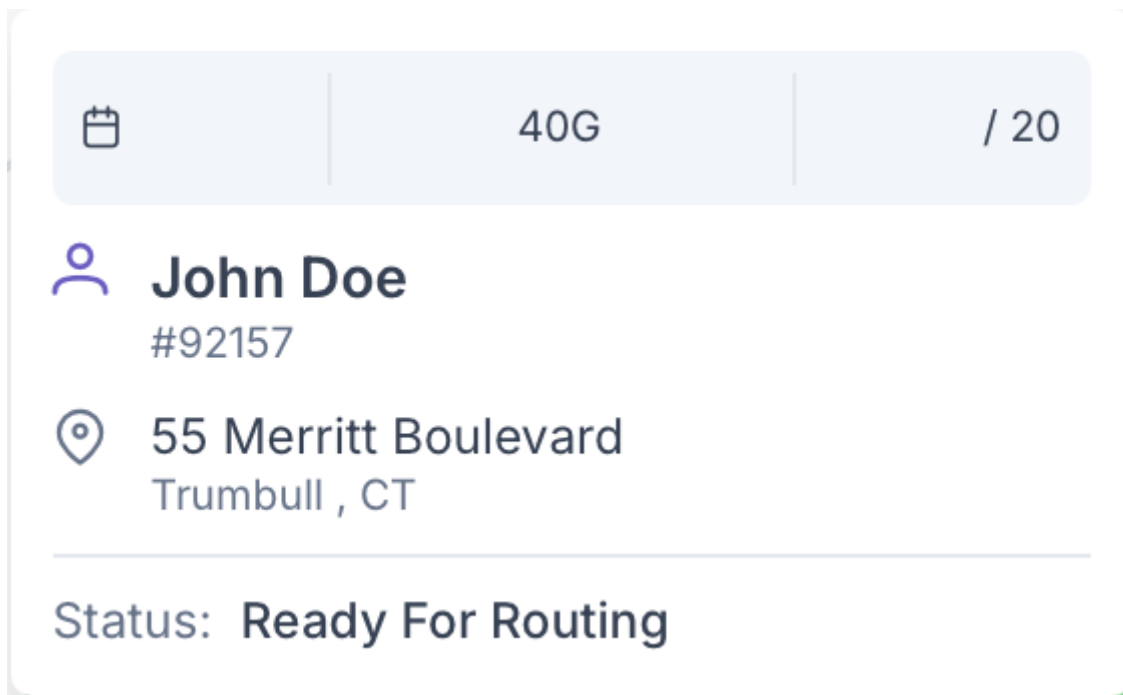 40G
/ 20
John Doe
#92157
55 Merritt Boulevard
Trumbull , CT
Status: Ready For Routing